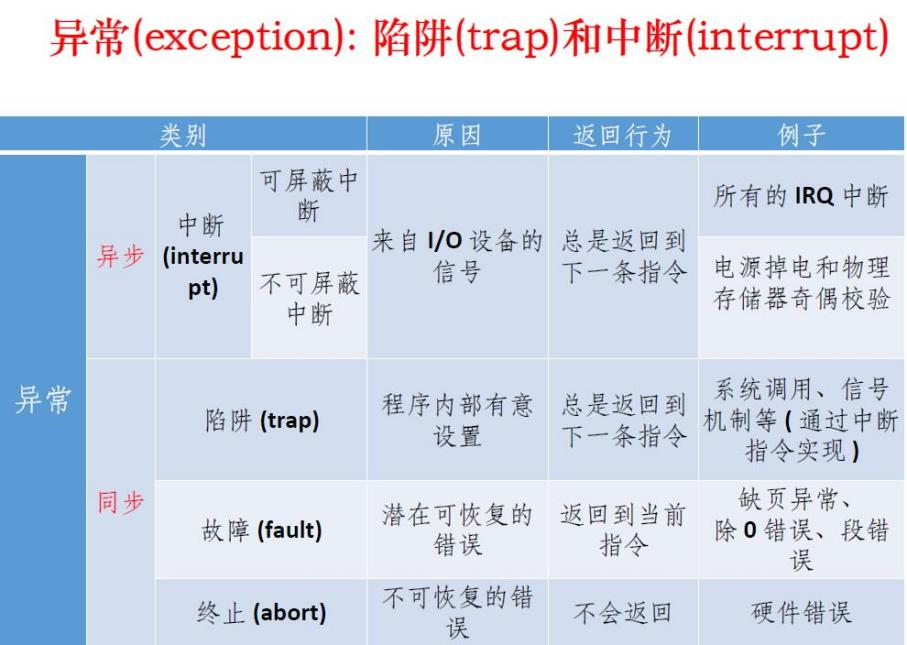 异常(exception): 陷阱(trap)和中断(interrupt)
类别
原因
返回行为
例子
异常
异步
中断
(interru
pt)
可屏蔽中
断
来自 I/O 设备的
信号
总是返回到
下一条指令
所有的 IRQ 中断
不可屏蔽
中断
电源掉电和物理
存储器奇偶校验
同步
陷阱 (trap)
程序内部有意
设置
总是返回到
下一条指令
系统调用、信号
机制等 ( 通过中断
指令实现 )
故障 (fault)
潜在可恢复的
错误
返回到当前
指令
缺页异常、
除 0 错误、段错
误
终止 (abort)
不可恢复的错
误
不会返回
硬件错误